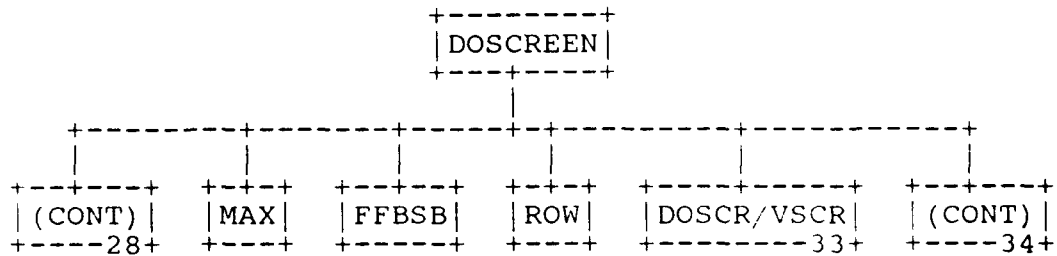 DOSCREEN
(CONT) MAX FFBSB ROW DOSCR/VSCR (CONT)
28 33 34